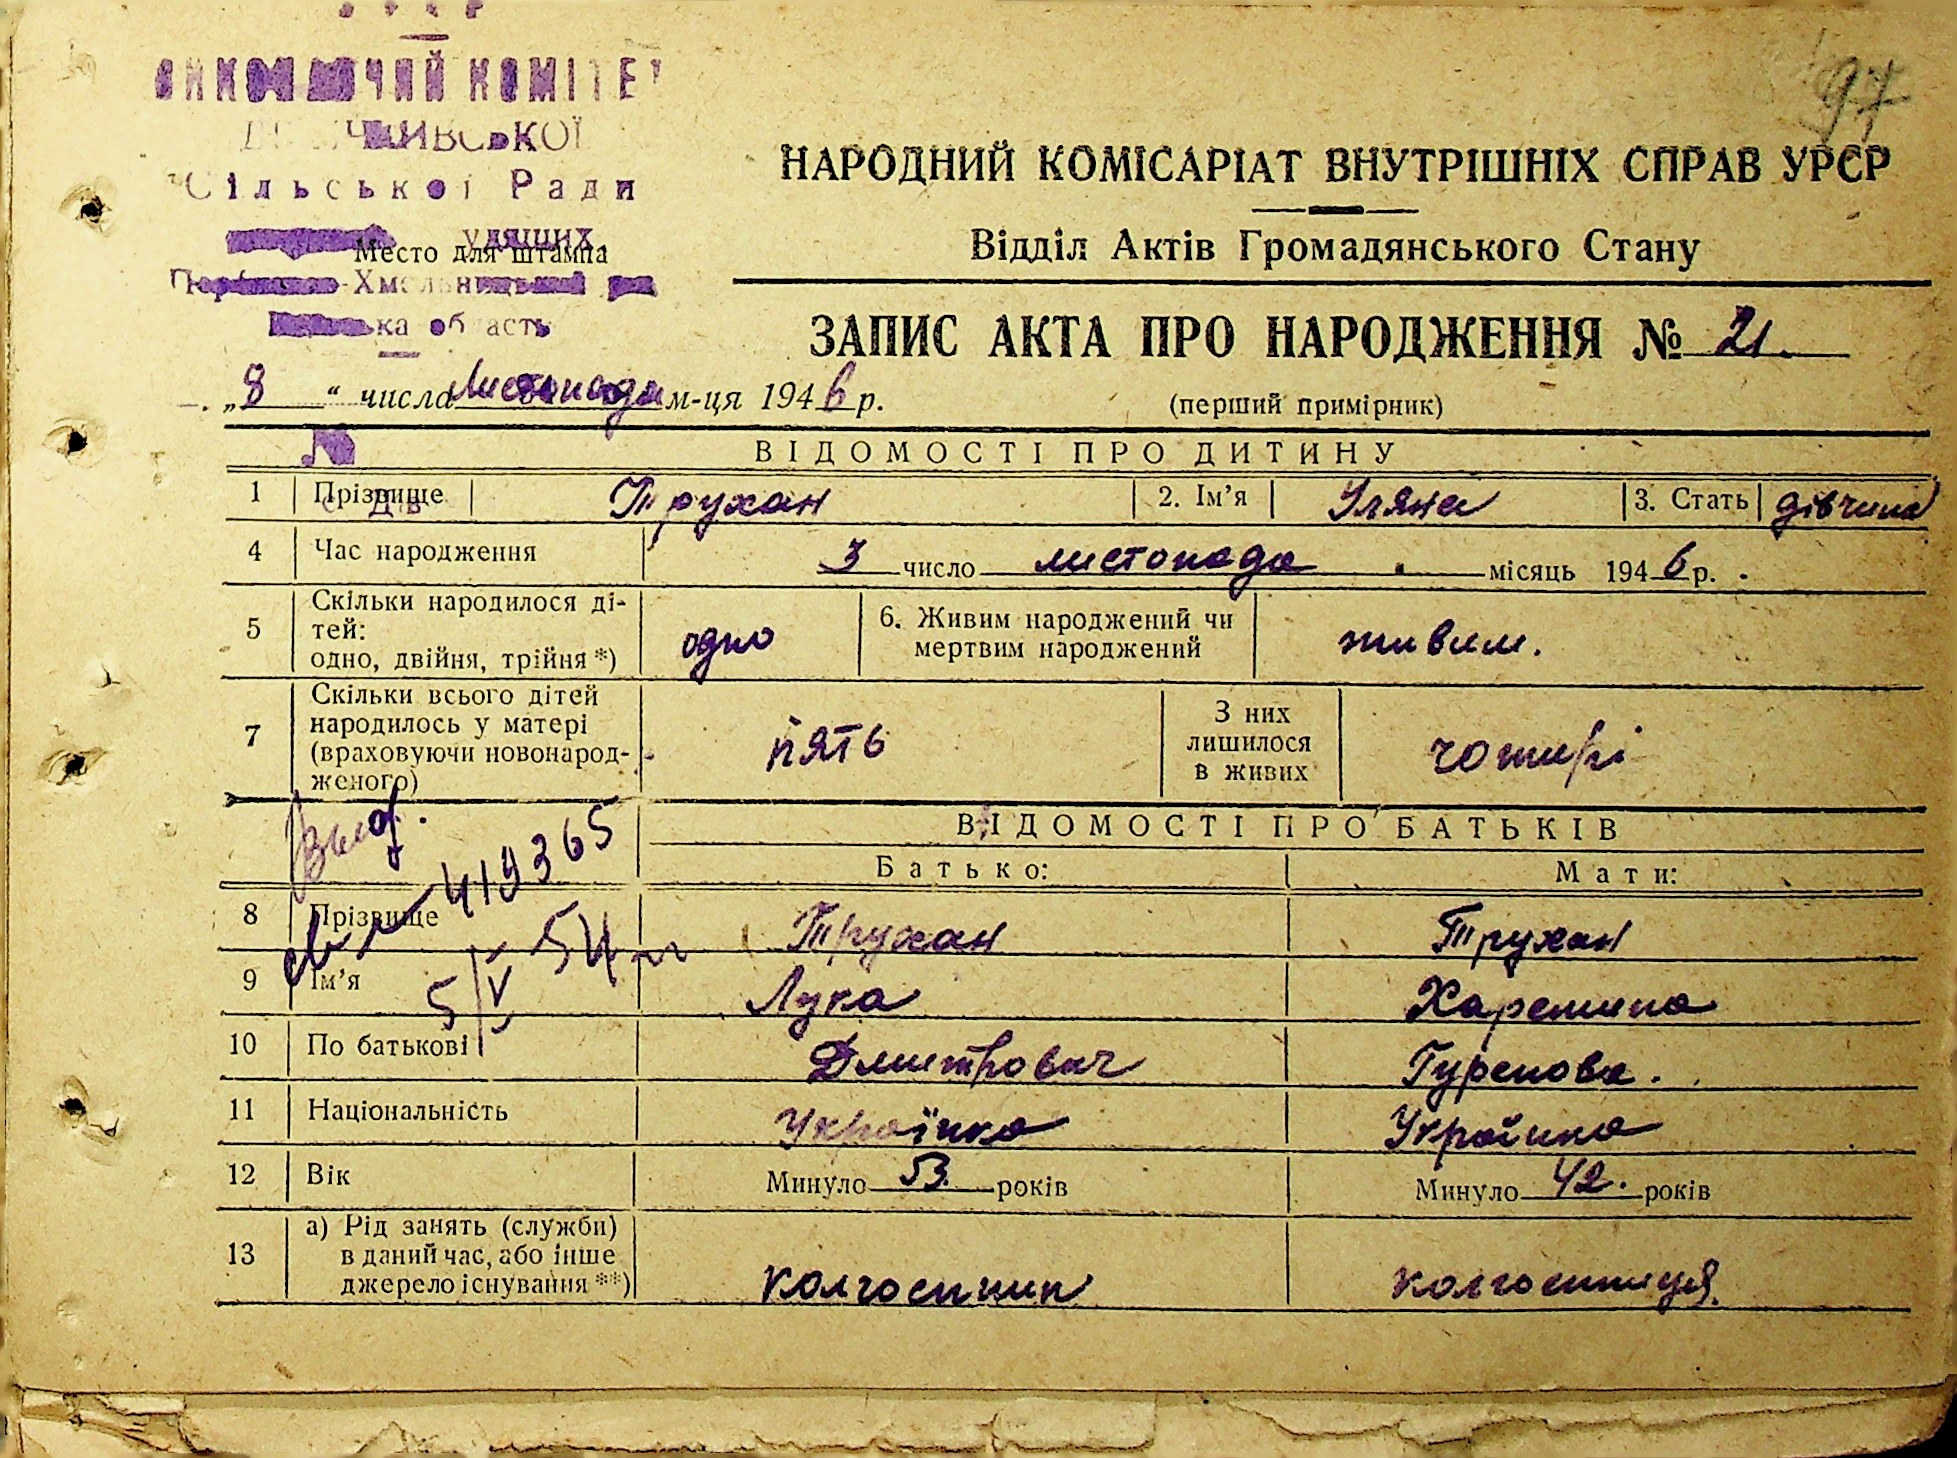 УРСР
ВИКОНАВЧИЙ КОМІТЕТ
Сільської Ради
Место для штампа
Хмельницький
область
97
НАРОДНИЙ КОМІСАРІАТ ВНУТРІШНІХ СПРАВ УРСР
Відділ Актів Громадянського Стану
ЗАПИС АКТА ПРО НАРОДЖЕННЯ № 21.
(перший примірник)
„8“ числа Листопада м-ця 1946 р.
№
ВІДОМОСТІ ПРО ДИТИНУ
1 Прізвище Трухан 2. Ім’я Уляна 3. Стать дівчина
4 Час народження 3 число листопада місяць 1946 р.
5 Скільки народилося ді-
тей:
одно, двійня, трійня *) одно 6. Живим народжений чи
мертвим народжений живим.
7 Скільки всього дітей
народилось у матері
(враховуючи новонарод-
женого) пять З них
лишилося
в живих чотирі
ВІДОМОСТІ ПРО БАТЬКІВ
Батько: Мати:
419365
5/V 54
8 Прізвище Трухан Трухан
9 Ім’я Лука Харетина
10 По батькові Дмитрович Гуренова.
11 Національність Українка Українка
12 Вік Минуло 53. років Минуло 42. років
13 а) Рід занять (служби)
в даний час, або інше
джерело існування **) колгоспник колгоспниця.